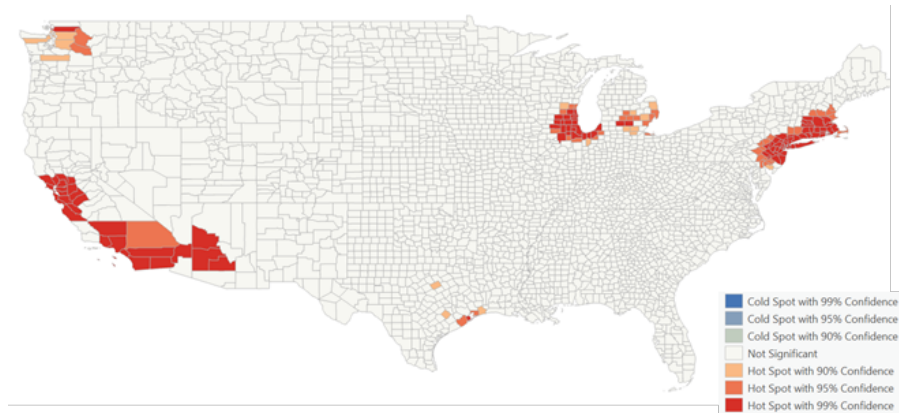 Cold Spot with 99% Confidence
Cold Spot with 95% Confidence
Cold Spot with 90% Confidence
Not Significant
Hot Spot with 90% Confidence
Hot Spot with 95% Confidence
Hot Spot with 99% Confidence